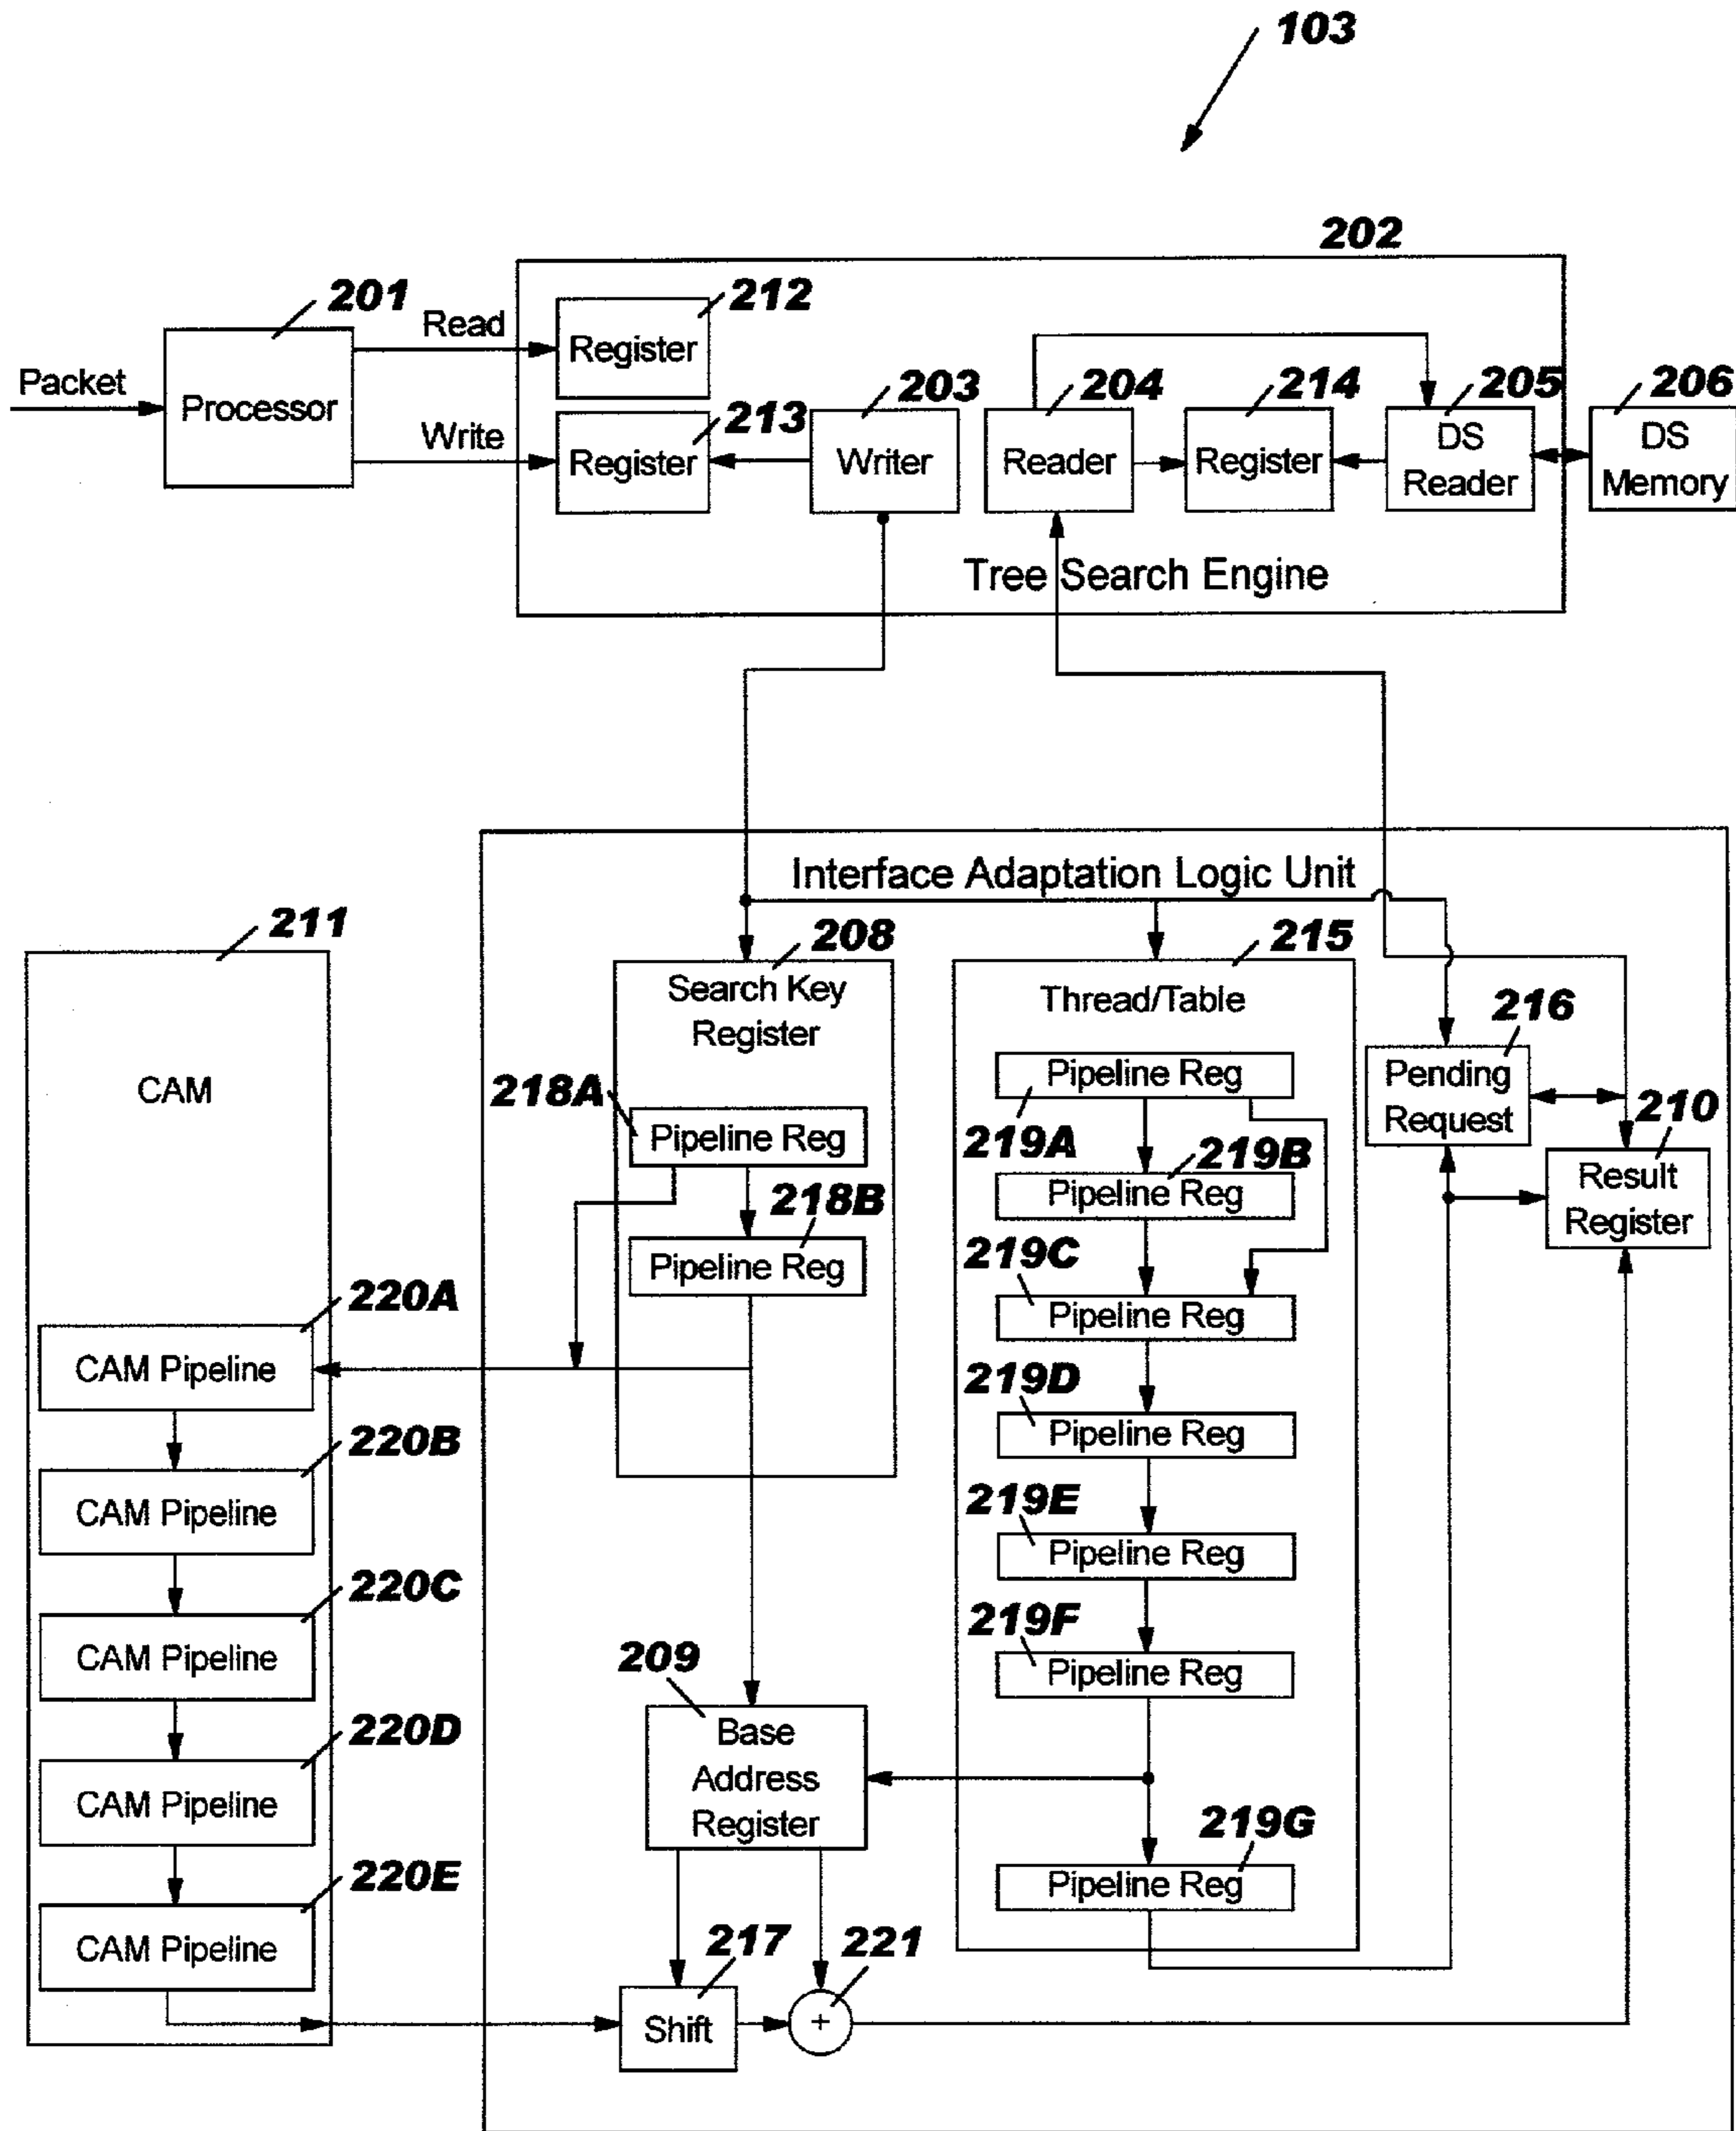 103
202
201
212
Read
Register
Packet
Processor
203
204
214
205
206
213
Write
Register
Writer
Reader
Register
DS
Reader
DS
Memory
Tree Search Engine
Interface Adaptation Logic Unit
211
208
215
Search Key
Register
Thread/Table
216
CAM
218A
Pipeline Reg
Pending
Request
210
Pipeline Reg
219A
219B
218B
Pipeline Reg
Result
Register
Pipeline Reg
219C
220A
Pipeline Reg
CAM Pipeline
219D
220B
Pipeline Reg
CAM Pipeline
219E
Pipeline Reg
220C
219F
CAM Pipeline
209
Pipeline Reg
220D
Base
Address
Register
CAM Pipeline
219G
220E
Pipeline Reg
CAM Pipeline
217
221
Shift
+